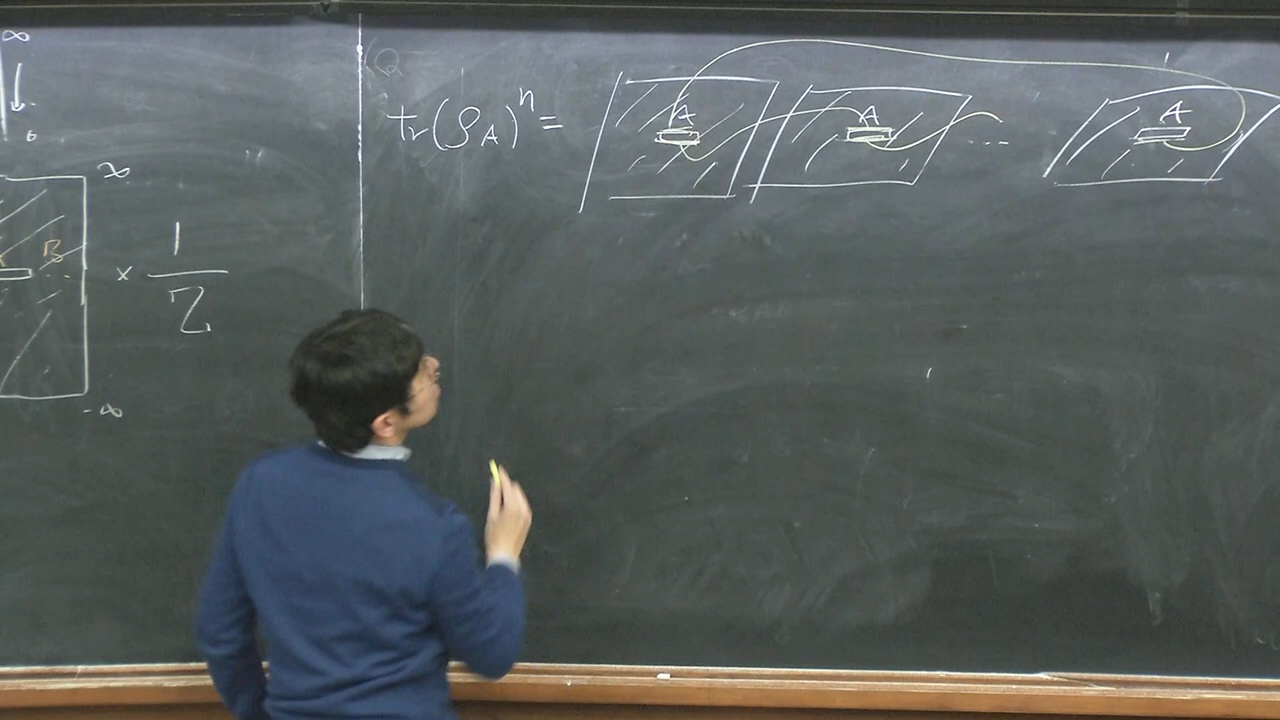 ∞
0
∞
B
× 1/Z
-∞
tr(ρ_A)^n = A A ... A